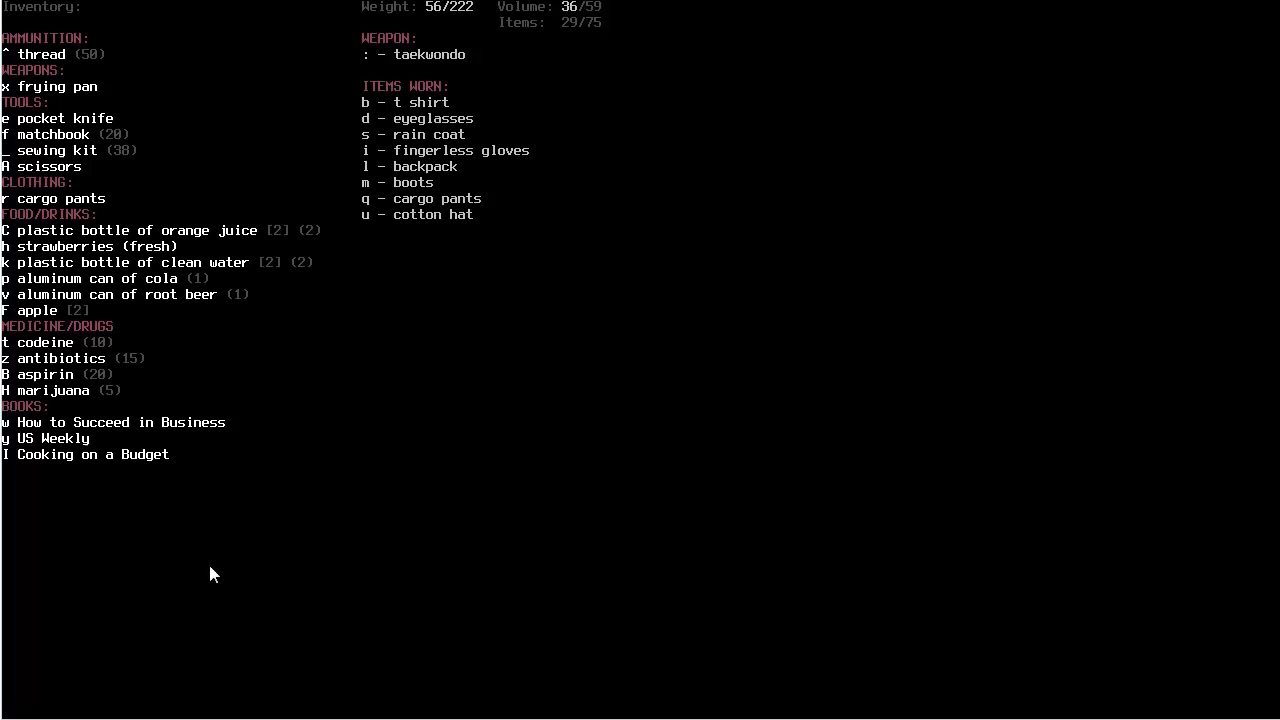 Inventory: Weight: 56/222 Volume: 36/59
Items: 29/75
AMMUNITION:
^ thread (50)
WEAPONS:
x frying pan
TOOLS:
e pocket knife
f matchbook (20)
_ sewing kit (38)
A scissors
CLOTHING:
r cargo pants
FOOD/DRINKS:
C plastic bottle of orange juice [2] (2)
h strawberries (fresh)
k plastic bottle of clean water [2] (2)
p aluminum can of cola (1)
v aluminum can of root beer (1)
F apple [2]
MEDICINE/DRUGS
t codeine (10)
z antibiotics (15)
B aspirin (20)
H marijuana (5)
BOOKS:
w How to Succeed in Business
y US Weekly
I Cooking on a Budget
WEAPON:
: - taekwondo
ITEMS WORN:
b - t shirt
d - eyeglasses
s - rain coat
i - fingerless gloves
l - backpack
m - boots
q - cargo pants
u - cotton hat